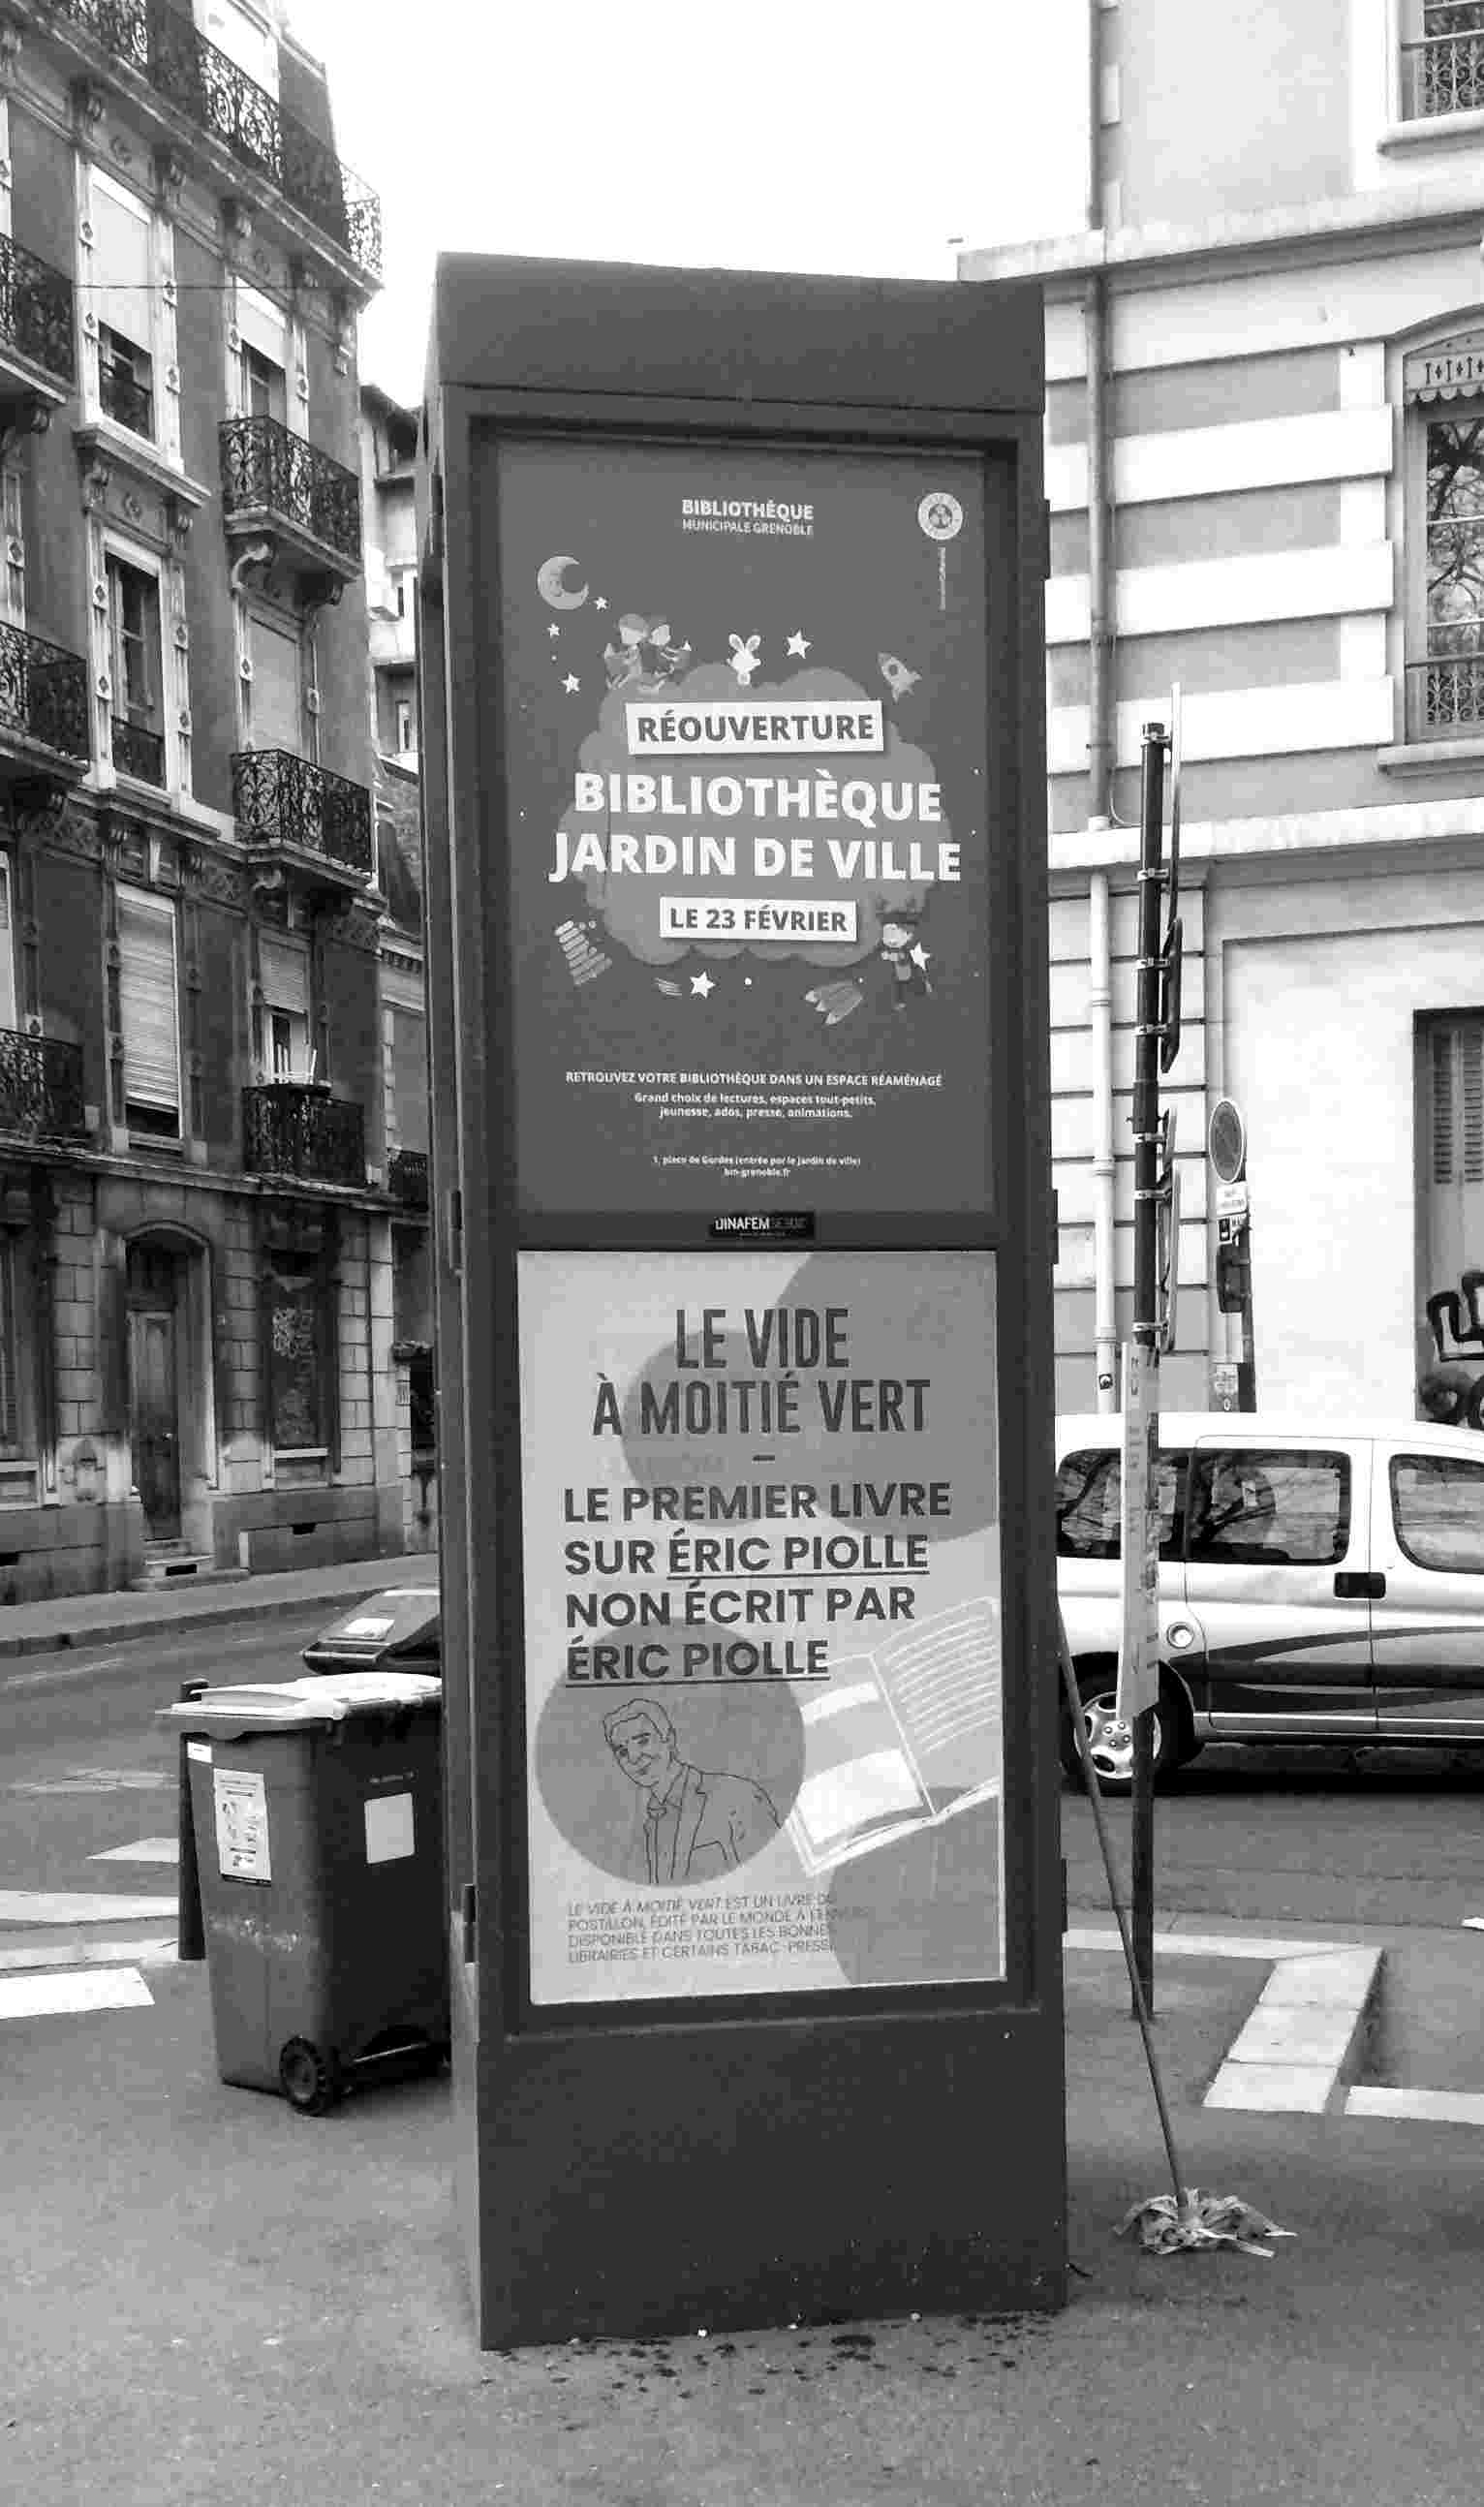 BIBLIOTHÈQUE
MUNICIPALE GRENOBLE
RÉOUVERTURE
BIBLIOTHÈQUE
JARDIN DE VILLE
LE 23 FÉVRIER
RETROUVEZ VOTRE BIBLIOTHÈQUE DANS UN ESPACE RÉAMÉNAGÉ
Grand choix de lectures, espaces tout-petits,
jeunesse, ados, presse, animations.
1, place de Gordes (entrée par le jardin de ville)
bm-grenoble.fr
LE VIDE
À MOITIÉ VERT
–
LE PREMIER LIVRE
SUR ÉRIC PIOLLE
NON ÉCRIT PAR
ÉRIC PIOLLE
LE VIDE À MOITIÉ VERT EST UN LIVRE DU
POSTILLON, ÉDITÉ PAR LE MONDE À L'ENVERS
DISPONIBLE DANS TOUTES LES BONNES
LIBRAIRIES ET CERTAINS TABAC-PRESSE